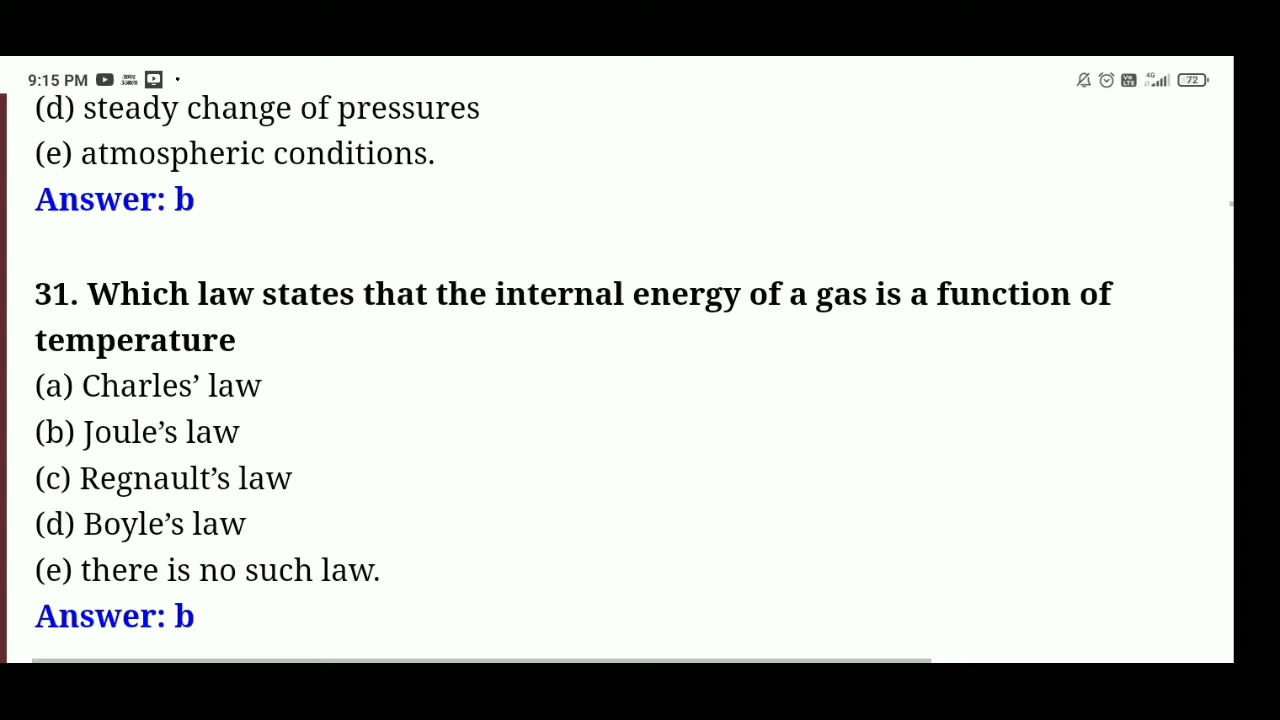 9:15 PM
(d) steady change of pressures
(e) atmospheric conditions.
Answer: b
31. Which law states that the internal energy of a gas is a function of
temperature
(a) Charles’ law
(b) Joule’s law
(c) Regnault’s law
(d) Boyle’s law
(e) there is no such law.
Answer: b
4G
72